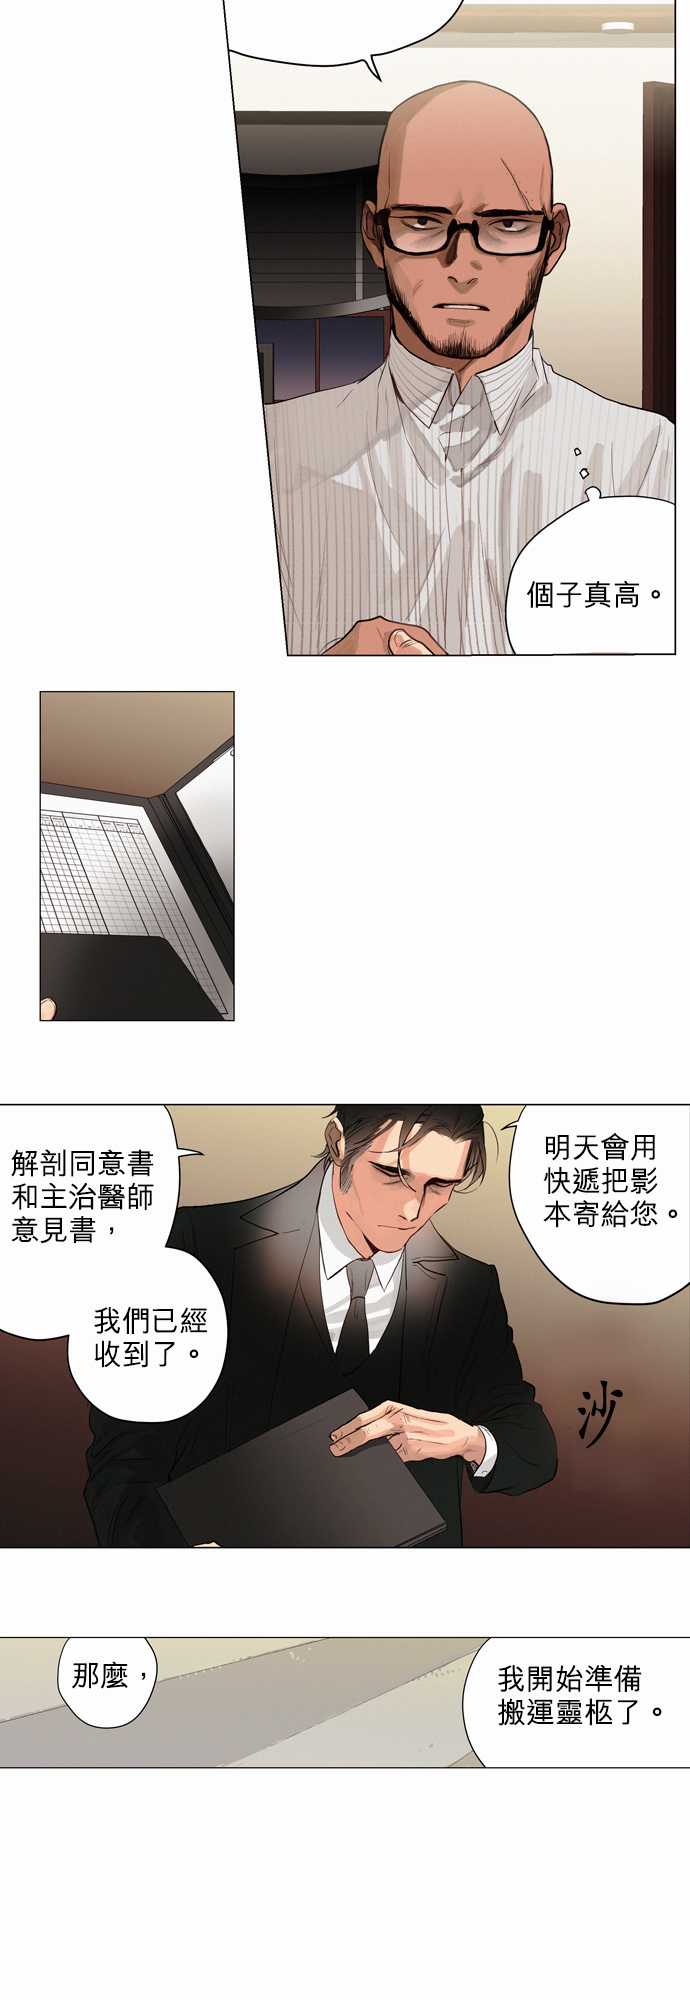 個子真高。
解剖同意書
和主治醫師
意見書，
我們已經
收到了。
明天會用
快遞把影
本寄給您。
沙
那麼，
我開始準備
搬運靈柩了。